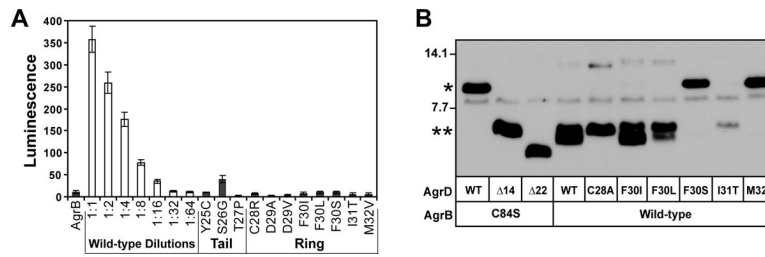 A
Luminescence
400
350
300
250
200
150
100
50
0
AgrB
1:1
1:2
1:4
1:8
1:16
1:32
1:64
Y25C
S26G
T27P
C28R
D29A
D29V
F30I
F30L
F30S
I31T
M32V
Wild-type Dilutions Tail Ring
B
14.1
*
7.7
**
AgrD WT Δ14 Δ22 WT C28A F30I F30L F30S I31T M32
AgrB C84S Wild-type